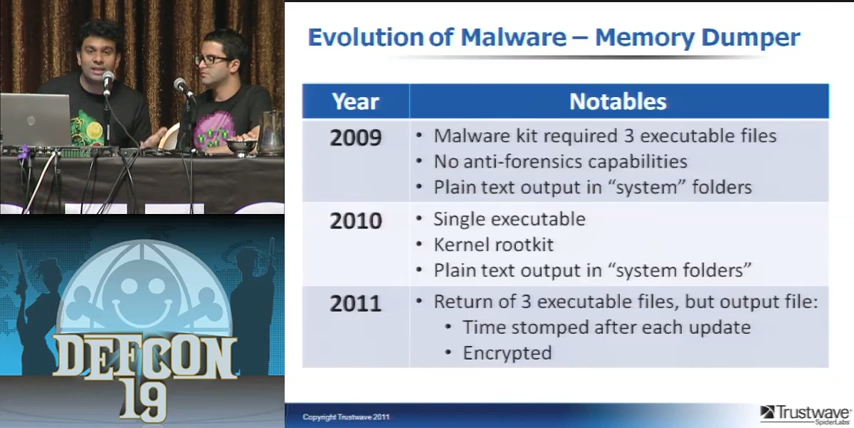 Evolution of Malware – Memory Dumper
Year Notables
2009 • Malware kit required 3 executable files
• No anti-forensics capabilities
• Plain text output in “system” folders
2010 • Single executable
• Kernel rootkit
• Plain text output in “system folders”
2011 • Return of 3 executable files, but output file:
• Time stomped after each update
• Encrypted
DEFCON
19
Copyright Trustwave 2011
Trustwave
SpiderLabs